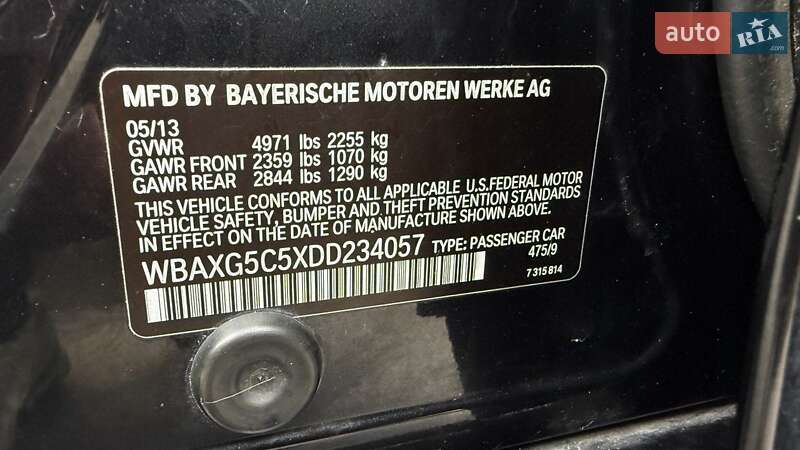 auto RIA .com
MFD BY BAYERISCHE MOTOREN WERKE AG
05/13
GVWR 4971 lbs 2255 kg
GAWR FRONT 2359 lbs 1070 kg
GAWR REAR 2844 lbs 1290 kg
THIS VEHICLE CONFORMS TO ALL APPLICABLE U.S.FEDERAL MOTOR
VEHICLE SAFETY, BUMPER AND THEFT PREVENTION STANDARDS
IN EFFECT ON THE DATE OF MANUFACTURE SHOWN ABOVE.
WBAXG5C5XDD234057 TYPE: PASSENGER CAR
475/9
7 315 814